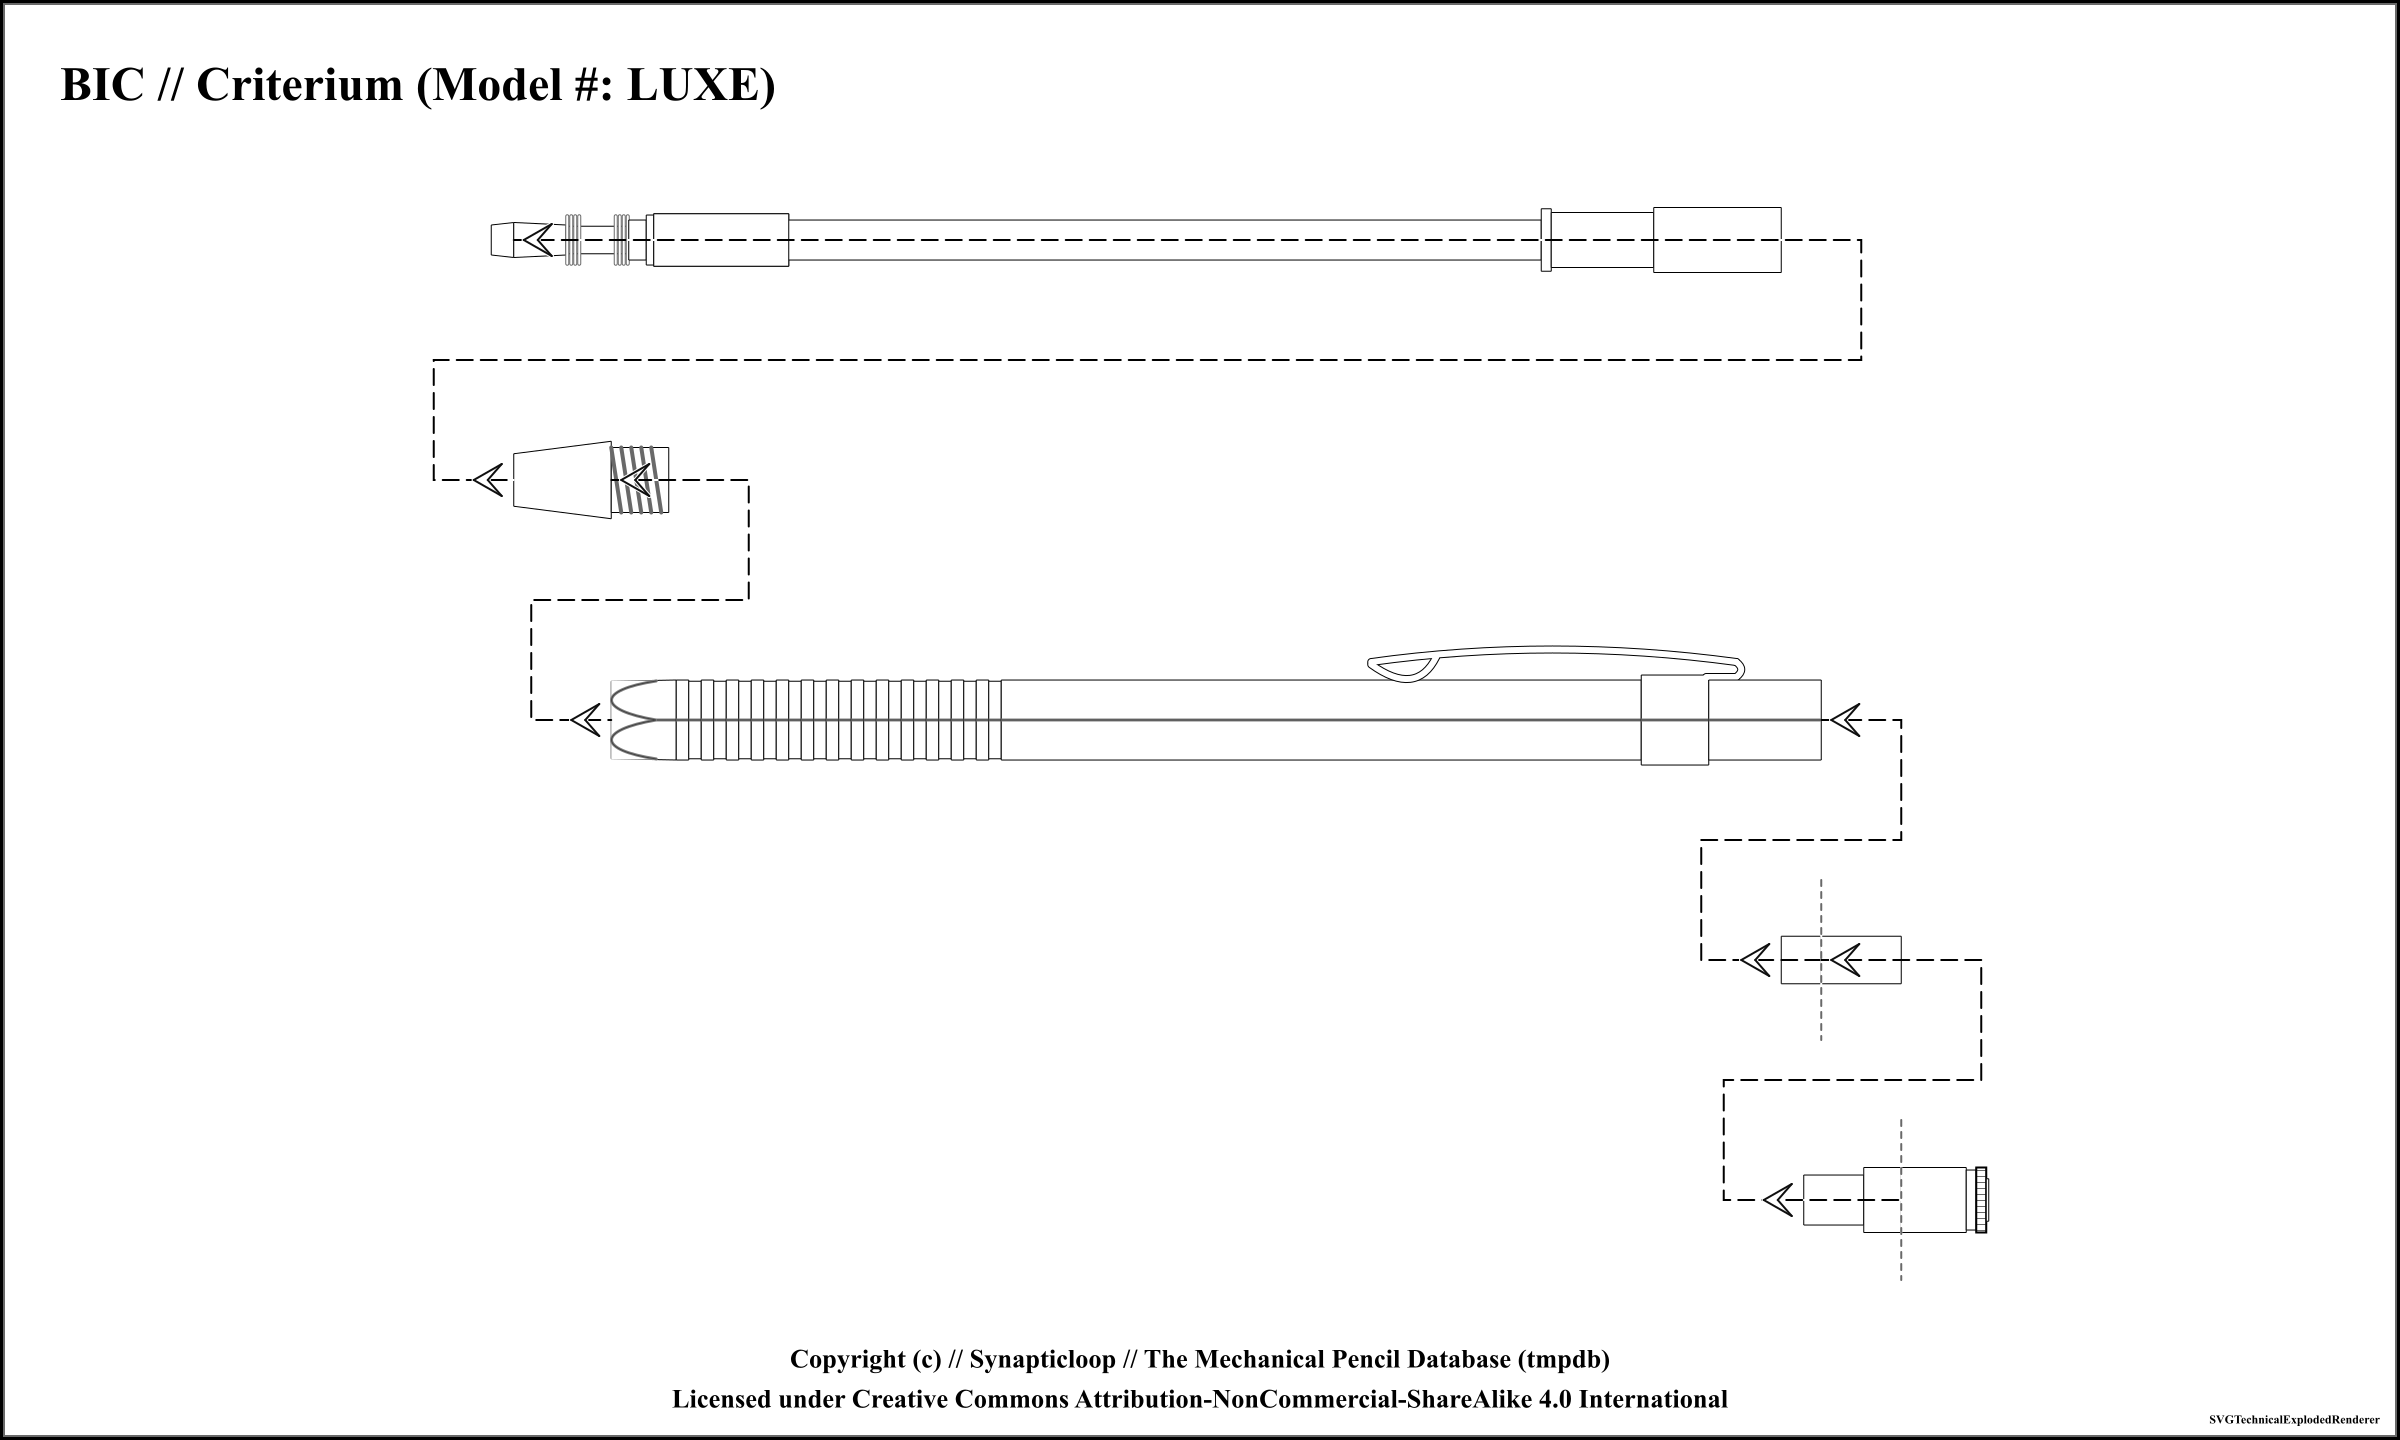 BIC // Criterium (Model #: LUXE)
Copyright (c) // Synapticloop // The Mechanical Pencil Database (tmpdb)
Licensed under Creative Commons Attribution-NonCommercial-ShareAlike 4.0 International
SVGTechnicalExplodedRenderer